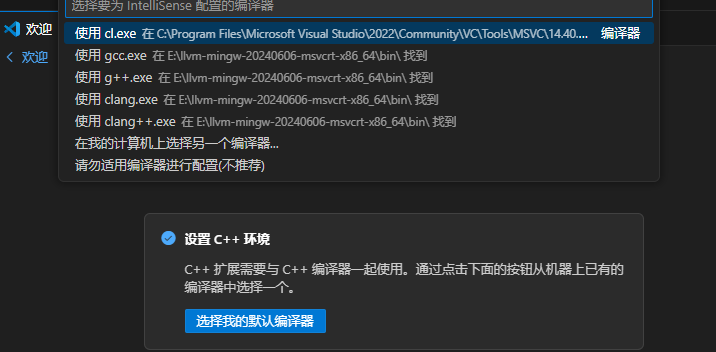 选择要为 IntelliSense 配置的编译器
欢迎
使用 cl.exe 在 C:\Program Files\Microsoft Visual Studio\2022\Community\VC\Tools\MSVC\14.40.... 编译器
欢迎
使用 gcc.exe 在 E:\llvm-mingw-20240606-msvcrt-x86_64\bin\ 找到
使用 g++.exe 在 E:\llvm-mingw-20240606-msvcrt-x86_64\bin\ 找到
使用 clang.exe 在 E:\llvm-mingw-20240606-msvcrt-x86_64\bin\ 找到
使用 clang++.exe 在 E:\llvm-mingw-20240606-msvcrt-x86_64\bin\ 找到
在我的计算机上选择另一个编译器...
请勿适用编译器进行配置(不推荐)
设置 C++ 环境
C++ 扩展需要与 C++ 编译器一起使用。通过点击下面的按钮从机器上已有的
编译器中选择一个。
选择我的默认编译器